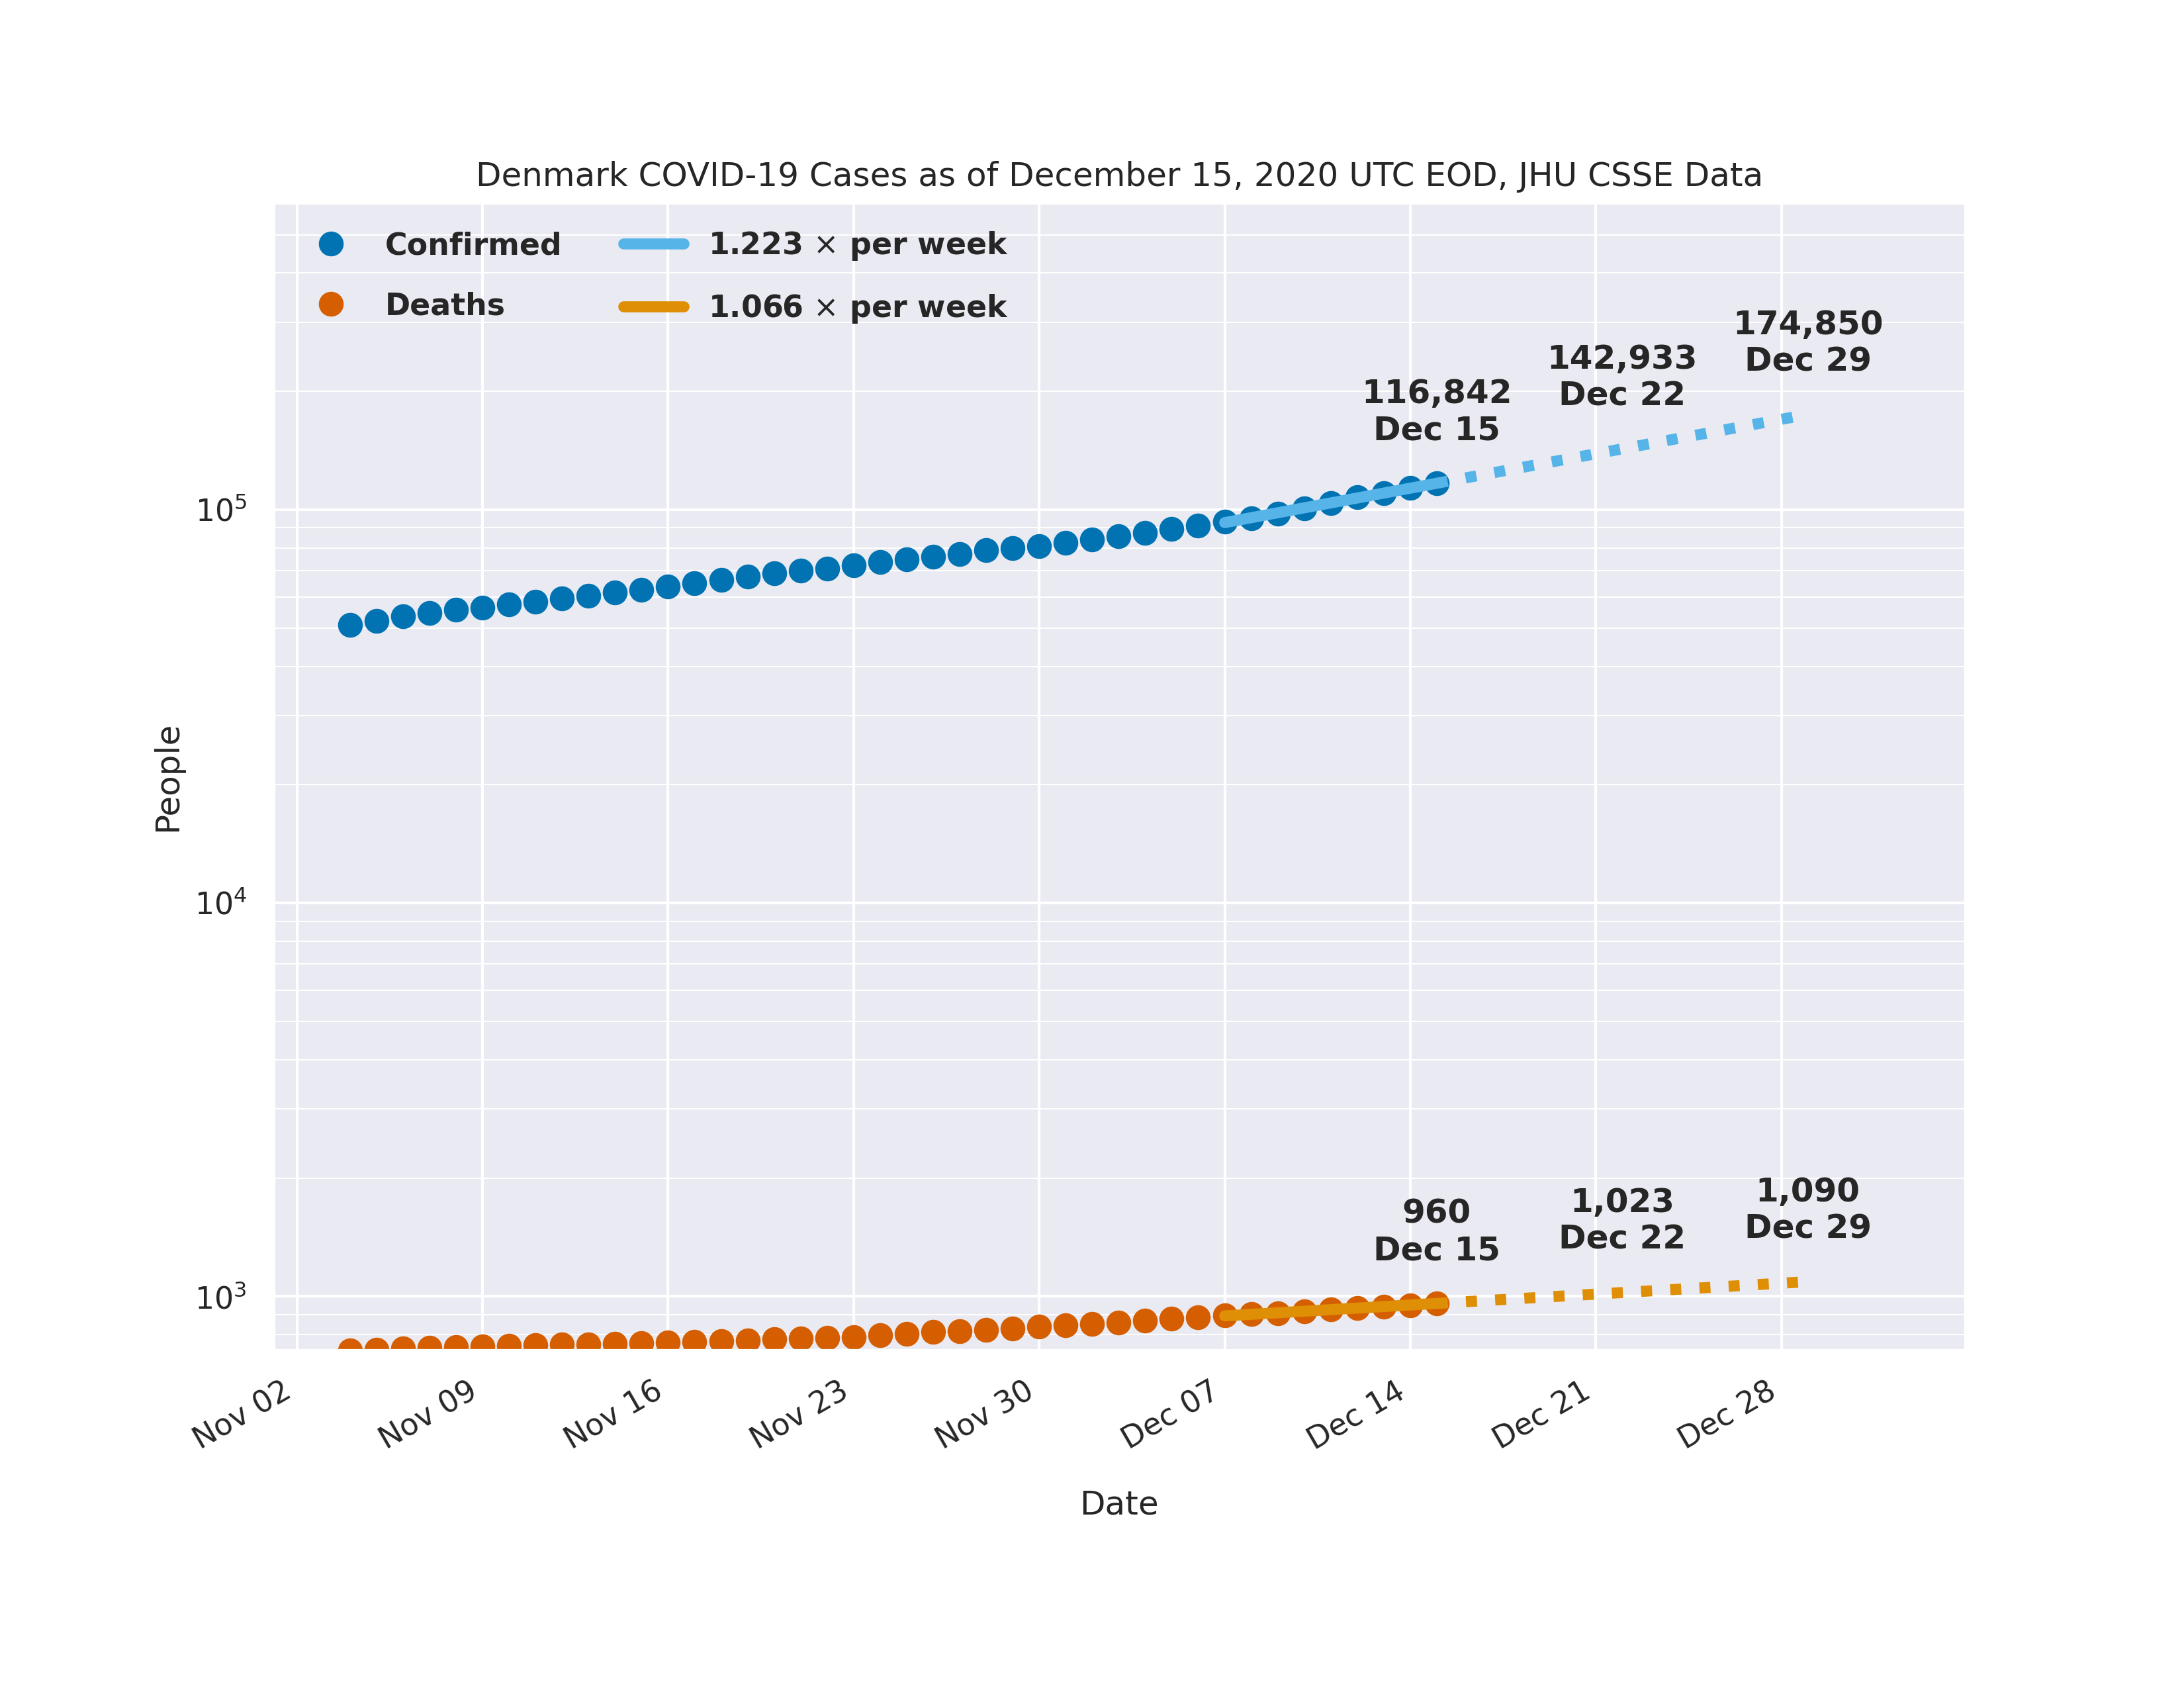 Denmark COVID-19 Cases as of December 15, 2020 UTC EOD, JHU CSSE Data
Confirmed
Deaths
1.223 × per week
1.066 × per week
174,850
Dec 29
142,933
Dec 22
116,842
Dec 15
10⁵
10⁴
10³
People
960
Dec 15
1,023
Dec 22
1,090
Dec 29
Nov 02
Nov 09
Nov 16
Nov 23
Nov 30
Dec 07
Dec 14
Dec 21
Dec 28
Date